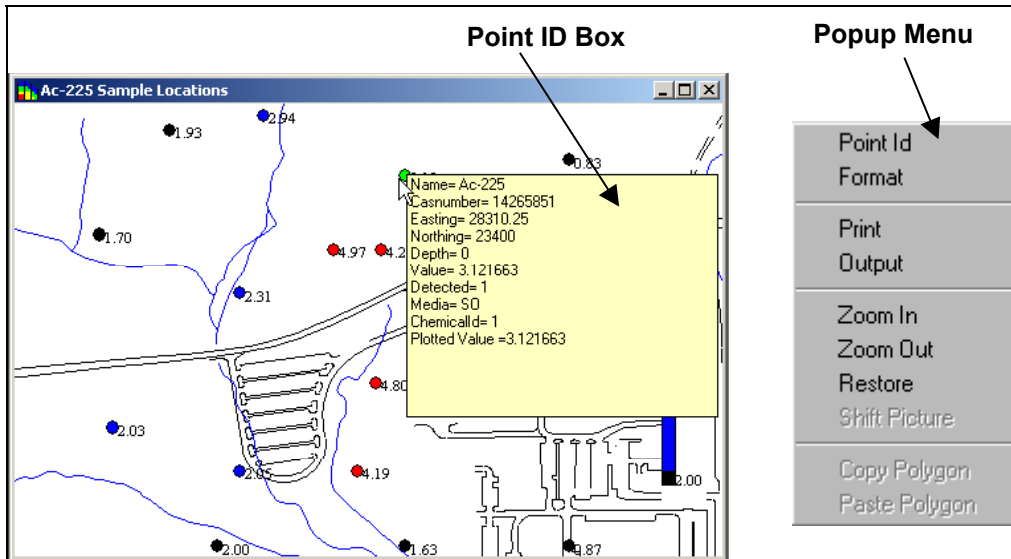 Point ID Box
Popup Menu
Ac-225 Sample Locations
2.94
1.93
0.83
Name= Ac-225
Casnumber= 14265851
Easting= 28310.25
Northing= 23400
Depth= 0
Value= 3.121663
Detected= 1
Media= SO
ChemicalId= 1
Plotted Value =3.121663
1.70
4.97
4.2
2.31
4.80
2.03
2.05
4.19
2.00
2.00
1.63
0.87
Point Id
Format
Print
Output
Zoom In
Zoom Out
Restore
Shift Picture
Copy Polygon
Paste Polygon